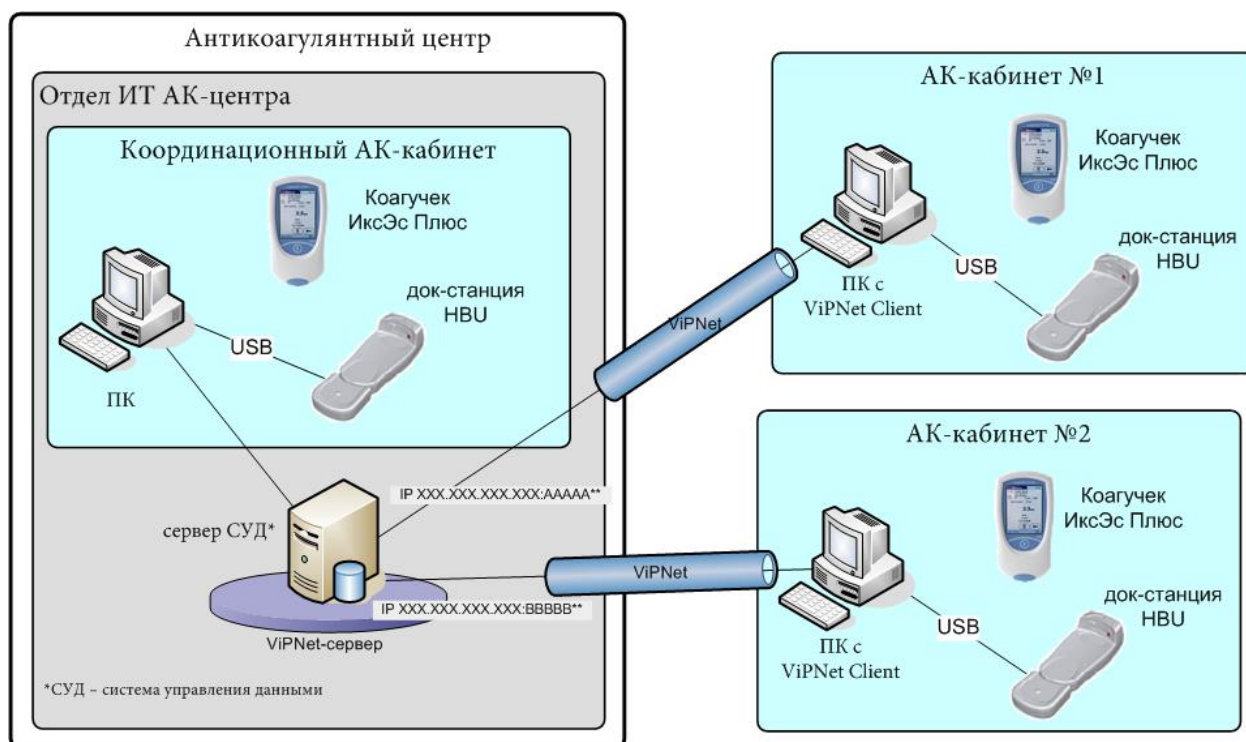 Антикоагулянтный центр
Отдел ИТ АК-центра
Координационный АК-кабинет
Коагучек
ИксЭс Плюс
док-станция
HBU
USB
ПК
сервер СУД*
IP XXX.XXX.XXX.XXX:AAAAA**
IP XXX.XXX.XXX.XXX:BBBBB**
ViPNet-сервер
*СУД – система управления данными
ViPNet
ViPNet
АК-кабинет №1
Коагучек
ИксЭс Плюс
док-станция
HBU
USB
ПК с
ViPNet Client
АК-кабинет №2
Коагучек
ИксЭс Плюс
док-станция
HBU
USB
ПК с
ViPNet Client